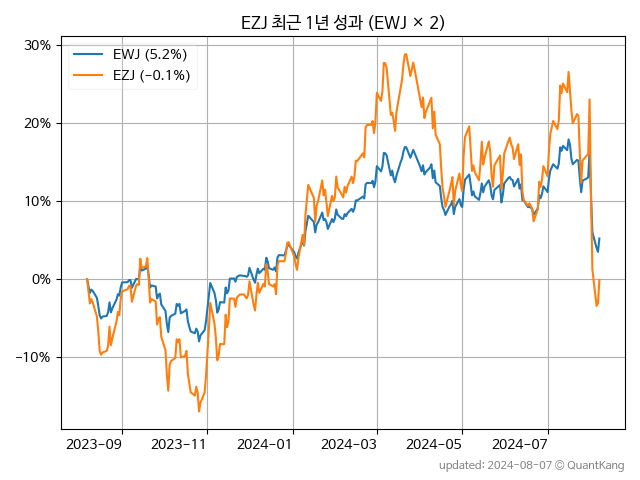 EZJ 최근 1년 성과 (EWJ × 2)
EWJ (5.2%)
EZJ (−0.1%)
30%
20%
10%
0%
−10%
2023−09
2023−11
2024−01
2024−03
2024−05
2024−07
updated: 2024−08−07 © QuantKang